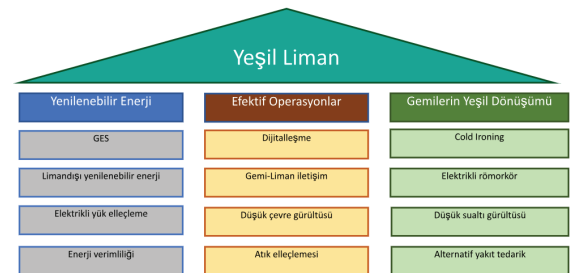 Yeşil Liman
Yenilenebilir Enerji
GES
Limandışı yenilenebilir enerji
Elektrikli yük elleçleme
Enerji verimliliği
Efektif Operasyonlar
Dijitalleşme
Gemi-Liman iletişim
Düşük çevre gürültüsü
Atık elleçlemesi
Gemilerin Yeşil Dönüşümü
Cold Ironing
Elektrikli römorkör
Düşük sualtı gürültüsü
Alternatif yakıt tedarik